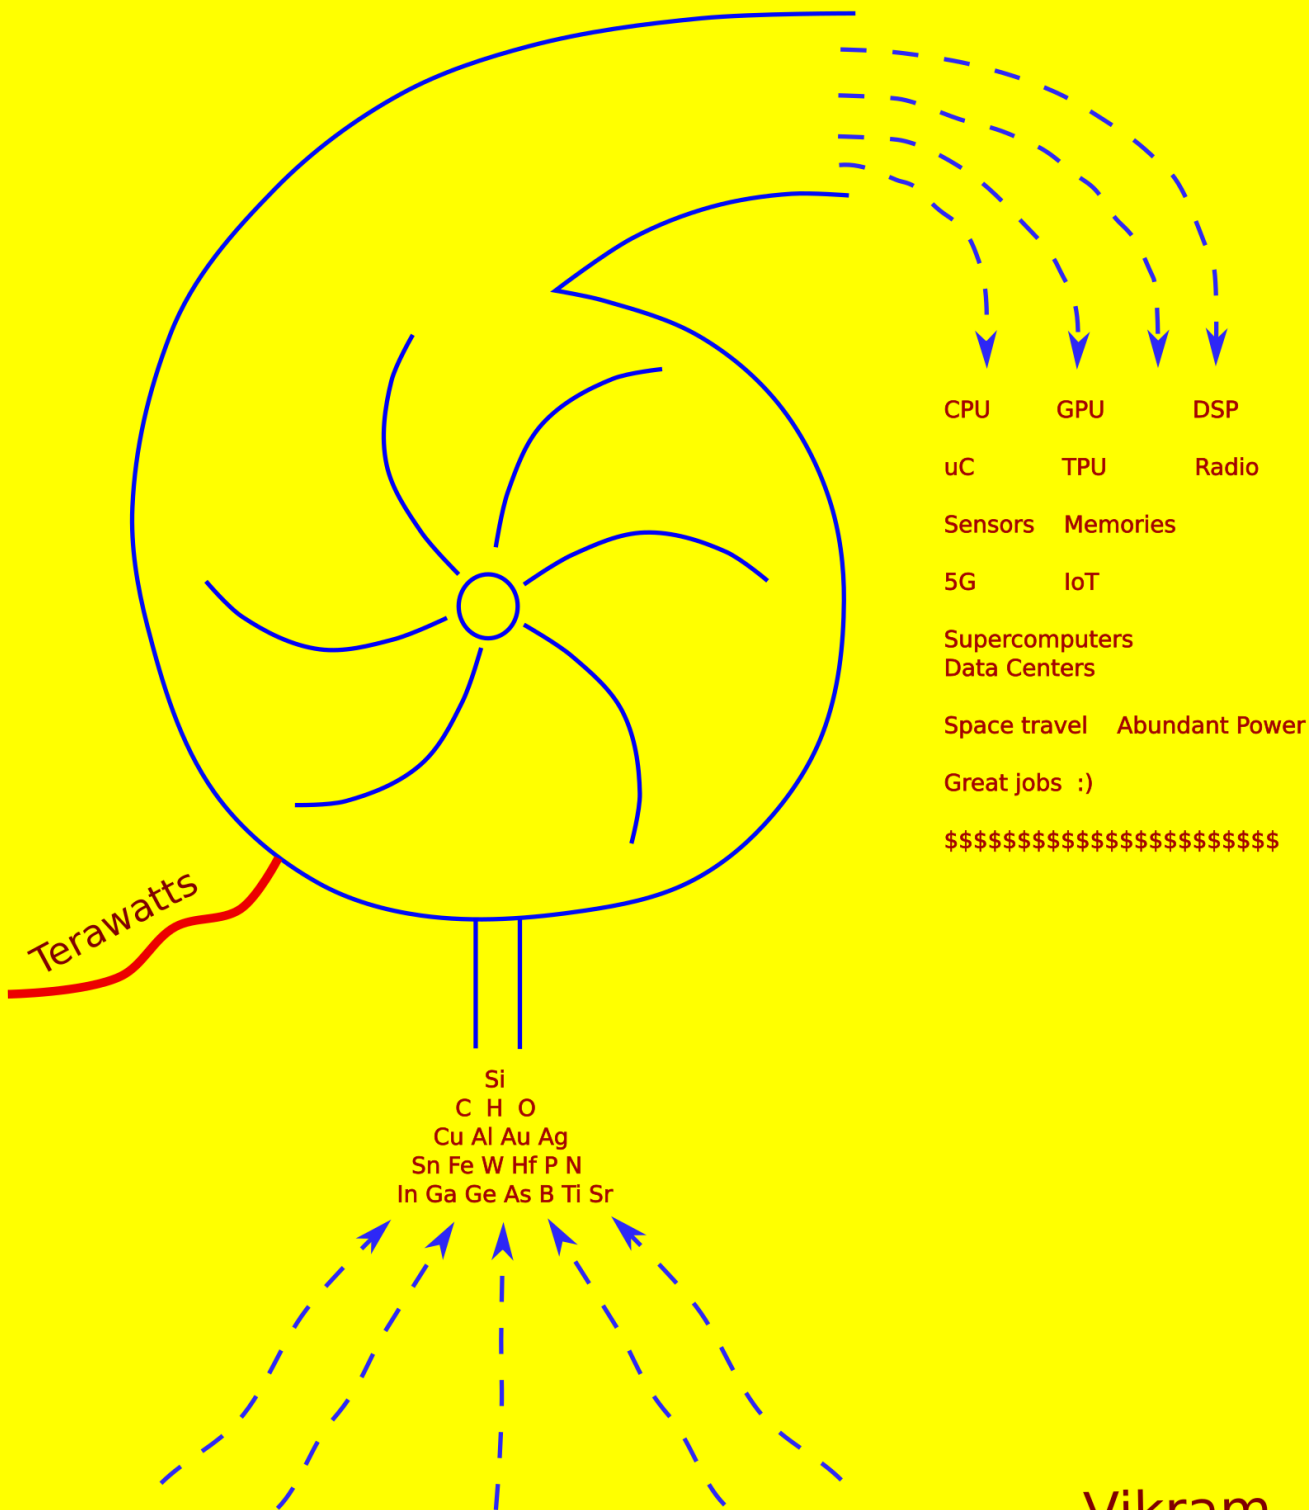 CPU GPU DSP
uC TPU Radio
Sensors Memories
5G IoT
Supercomputers
Data Centers
Space travel Abundant Power
Great jobs :)
$$$$$$$$$$$$$$$$$$$$$$$
Terawatts
Si
C H O
Cu Al Au Ag
Sn Fe W Hf P N
In Ga Ge As B Ti Sr
Vikram